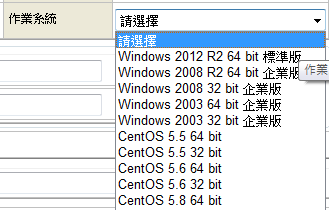 作業系統
請選擇
請選擇
Windows 2012 R2 64 bit 標準版
Windows 2008 R2 64 bit 企業版
Windows 2008 32 bit 企業版
Windows 2003 64 bit 企業版
Windows 2003 32 bit 企業版
CentOS 5.5 64 bit
CentOS 5.5 32 bit
CentOS 5.6 64 bit
CentOS 5.6 32 bit
CentOS 5.8 64 bit
作業